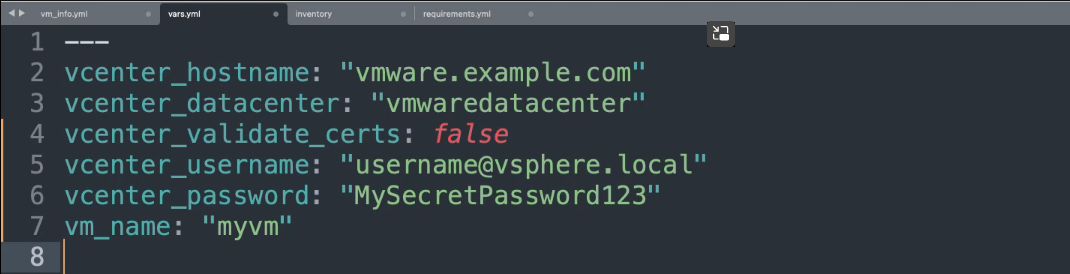 vm_info.yml vars.yml inventory requirements.yml
1 ---
2 vcenter_hostname: "vmware.example.com"
3 vcenter_datacenter: "vmwaredatacenter"
4 vcenter_validate_certs: false
5 vcenter_username: "username@vsphere.local"
6 vcenter_password: "MySecretPassword123"
7 vm_name: "myvm"
8